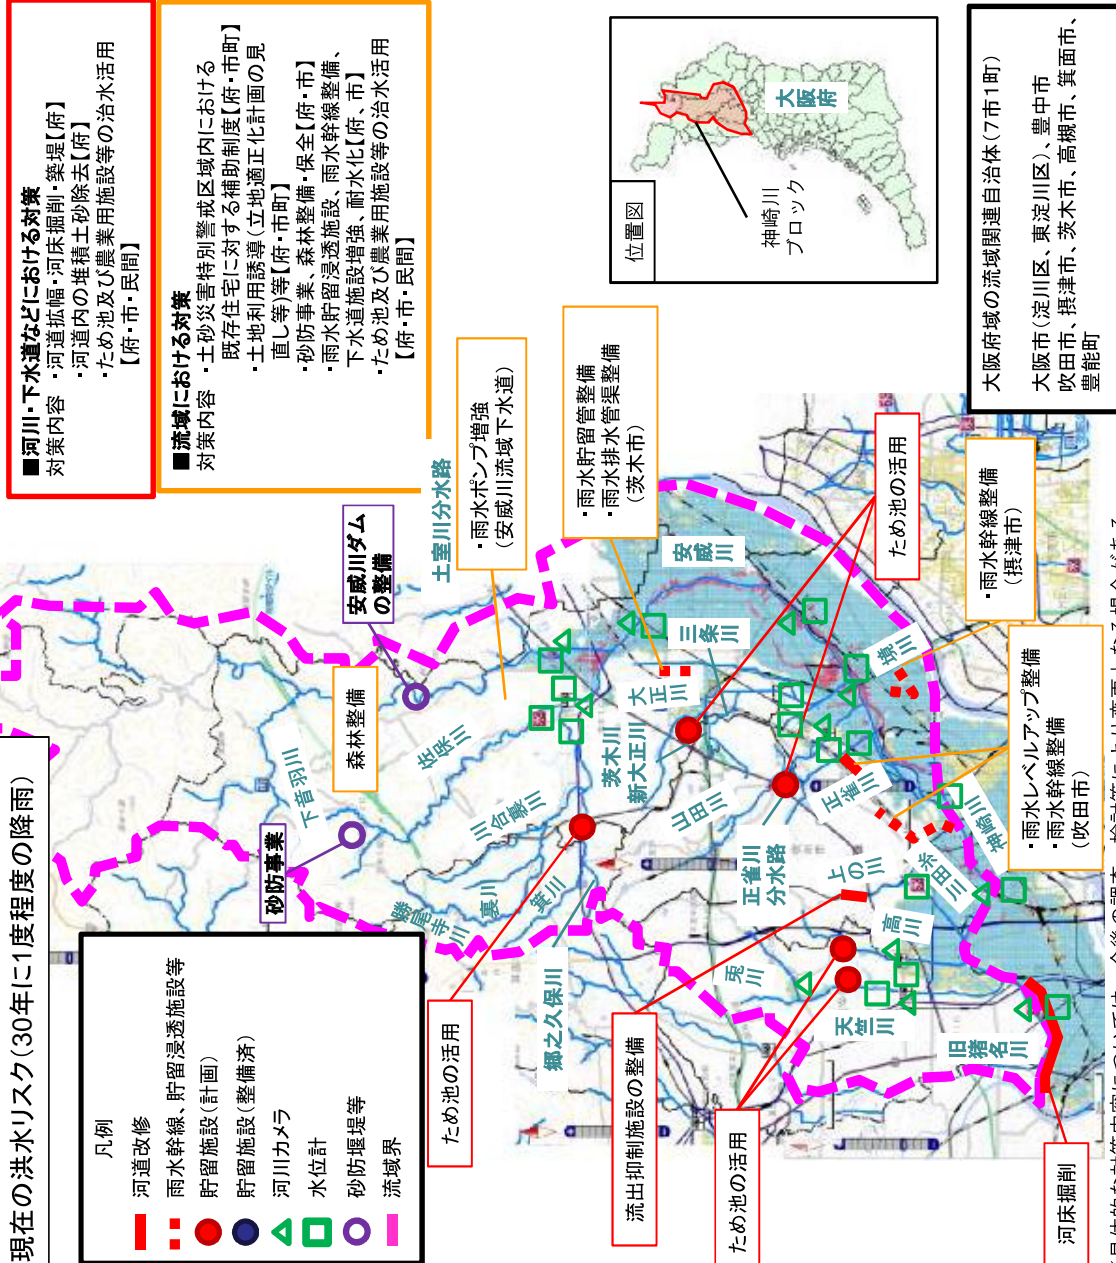 現在の洪水リスク(30年に1度程度の降雨)
■河川・下水道などにおける対策
対策内容 ・河道拡幅・河床掘削・築堤【府】
・河道内の堆積土砂除去【府】
・ため池及び農業用施設等の治水活用
【府・市・民間】
■流域における対策
対策内容 ・土砂災害特別警戒区域内における
既存住宅に対する補助制度【府・市町】
・土地利用誘導(立地適正化計画の見
直し等)等【府・市町】
・砂防事業、森林整備・保全【府・市】
・雨水貯留浸透施設、雨水幹線整備、
下水道施設増強、耐水化【府、市】
・ため池及び農業用施設等の治水活用
【府・市・民間】
位置図
大阪府
神崎川
ブロック
大阪府域の流域関連自治体(7市1町)
大阪市(淀川区、東淀川区)、豊中市
吹田市、摂津市、茨木市、高槻市、箕面市、
豊能町
凡例
河道改修
雨水幹線、貯留浸透施設等
貯留施設(計画)
貯留施設(整備済)
河川カメラ
水位計
砂防堰堤等
流域界
砂防事業
下音羽川
森林整備
安威川ダム
の整備
土室川分水路
・雨水ポンプ増強
(安威川流域下水道)
・雨水貯留管整備
・雨水排水管渠整備
(茨木市)
佐保川
川合裏川
勝尾寺川
裏川
箕川
郷之久保川
茨木川
新大正川
大正川
三条川
安威川
山田川
正雀川
分水路
正雀川
境川
上の川
糸田川
神崎川
高川
兎川
天竺川
旧猪名川
ため池の活用
ため池の活用
ため池の活用
流出抑制施設の整備
河床掘削
・雨水幹線整備
(摂津市)
・雨水レベルアップ整備
・雨水幹線整備
(吹田市)